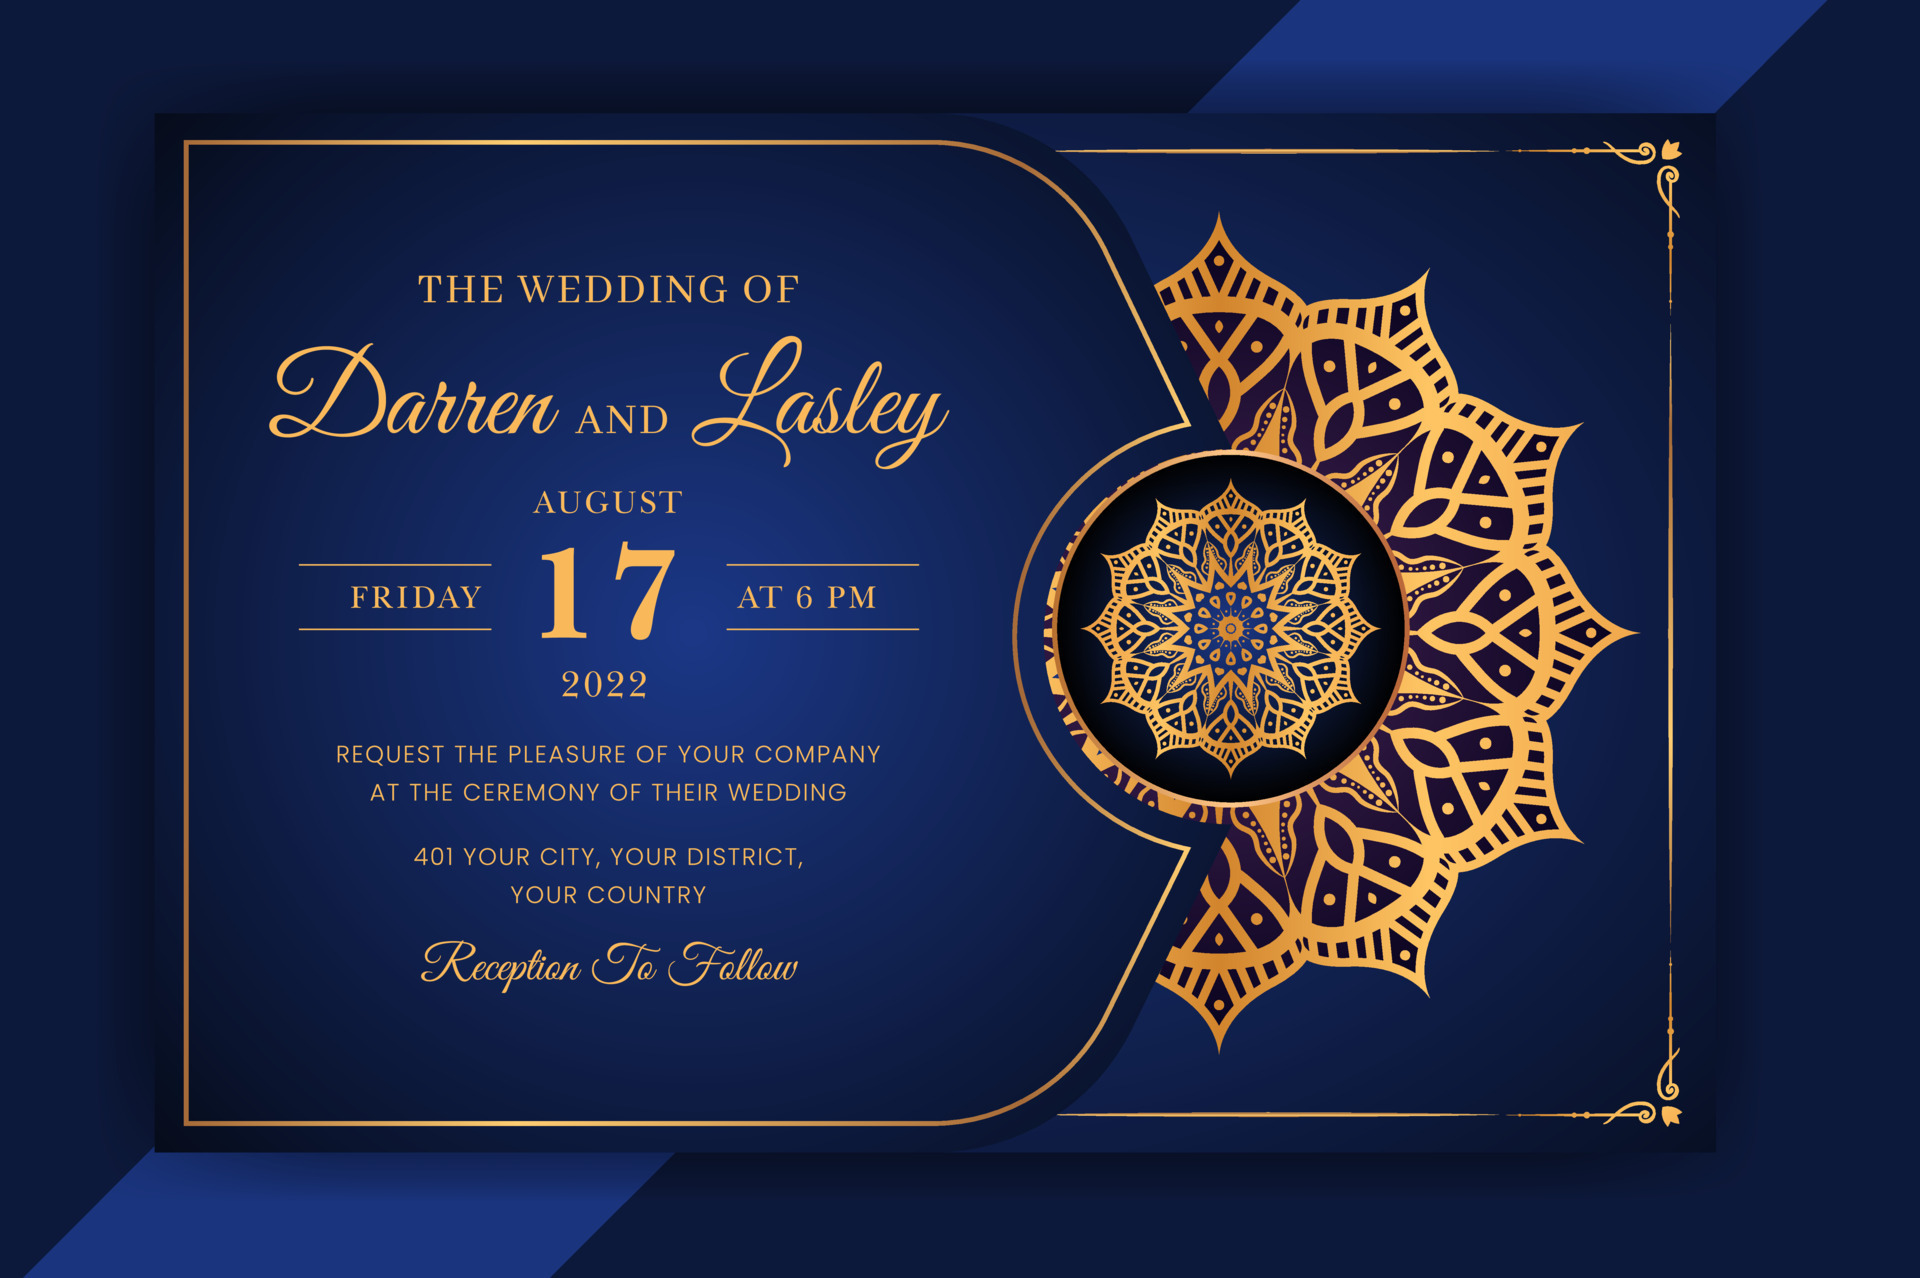 THE WEDDING OF
Darren AND Lasley
AUGUST
FRIDAY 17 AT 6 PM
2022
REQUEST THE PLEASURE OF YOUR COMPANY
AT THE CEREMONY OF THEIR WEDDING
401 YOUR CITY, YOUR DISTRICT,
YOUR COUNTRY
Reception To Follow